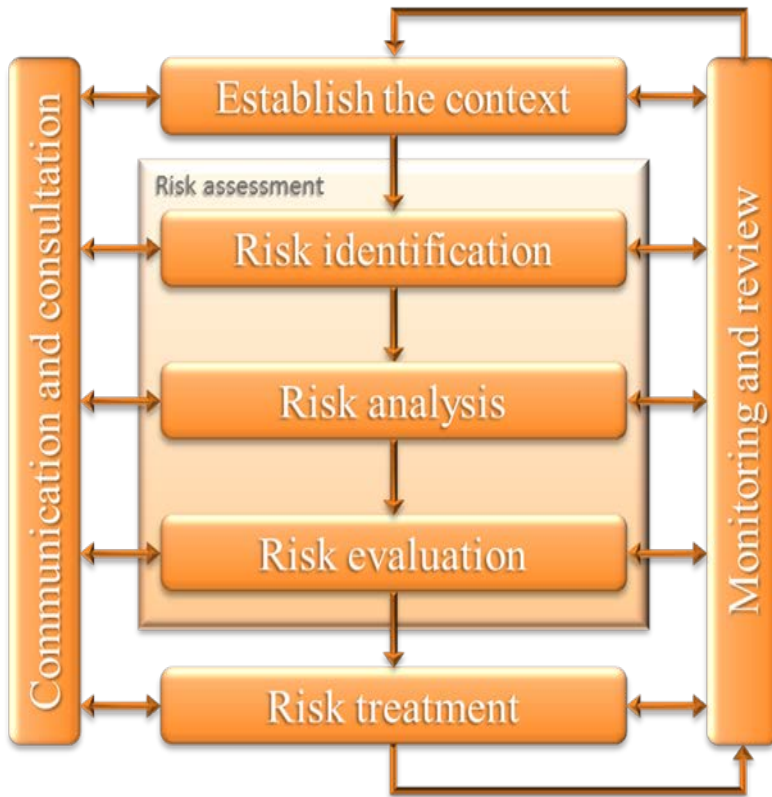 Establish the context
Risk assessment
Risk identification
Risk analysis
Risk evaluation
Risk treatment
Communication and consultation
Monitoring and review